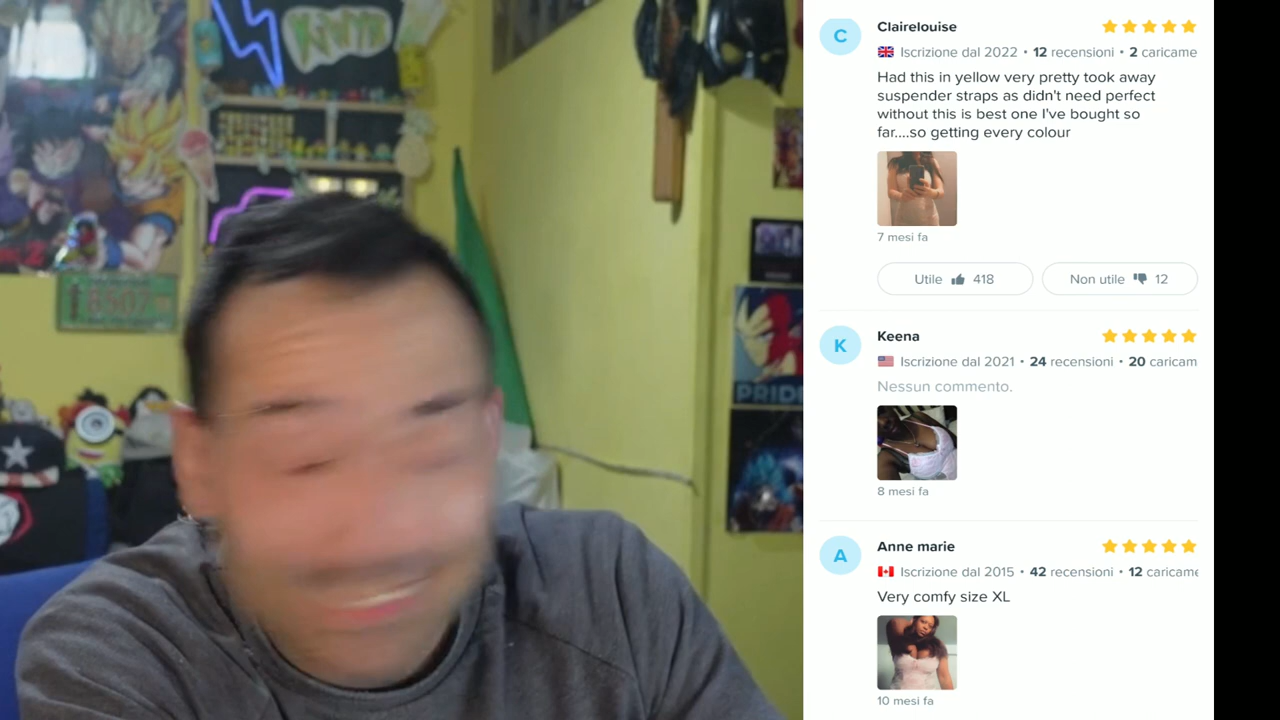 Kivvi
8502
PRIDE
C
Clairelouise
Iscrizione dal 2022 • 12 recensioni • 2 caricame
Had this in yellow very pretty took away
suspender straps as didn't need perfect
without this is best one I've bought so
far....so getting every colour
7 mesi fa
Utile 418
Non utile 12
K
Keena
Iscrizione dal 2021 • 24 recensioni • 20 caricam
Nessun commento.
8 mesi fa
A
Anne marie
Iscrizione dal 2015 • 42 recensioni • 12 caricame
Very comfy size XL
10 mesi fa